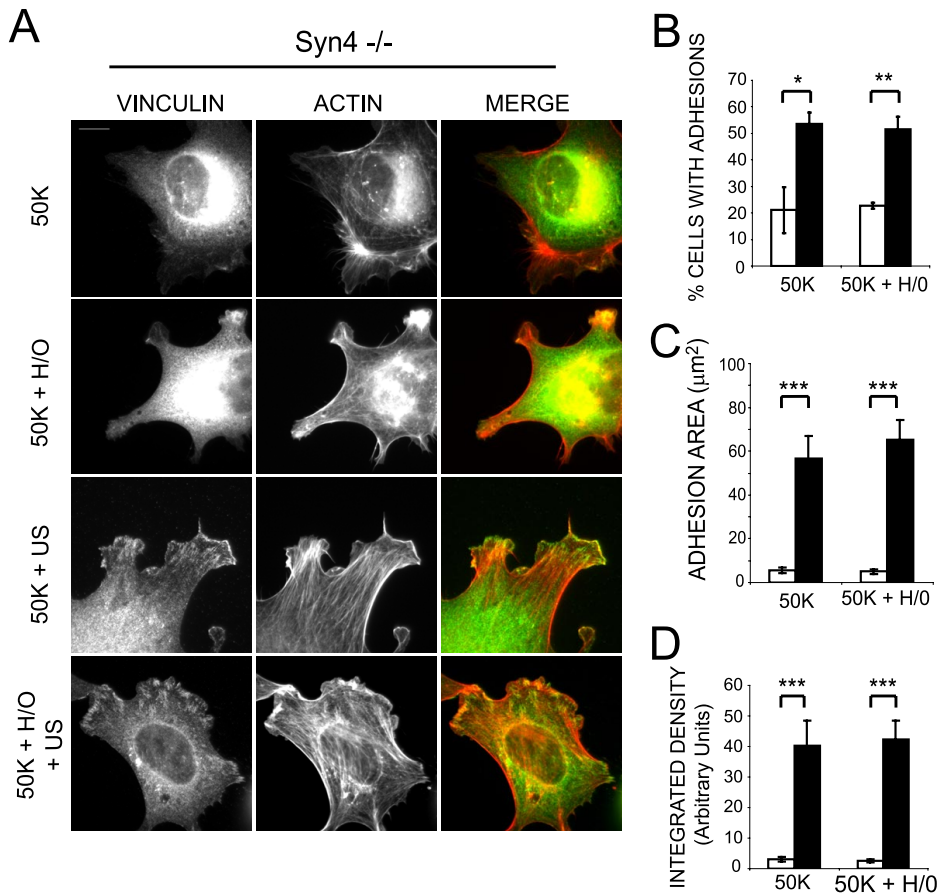 A
Syn4 -/-
VINCULIN ACTIN MERGE
50K
50K + H/O
50K + US
50K + H/O
+ US
B
% CELLS WITH ADHESIONS
70
60
50
40
30
20
10
0
* **
50K 50K + H/0
C
ADHESION AREA (μm²)
100
80
60
40
20
0
*** ***
50K 50K + H/0
D
INTEGRATED DENSITY
(Arbitrary Units)
60
50
40
30
20
10
0
*** ***
50K 50K + H/0